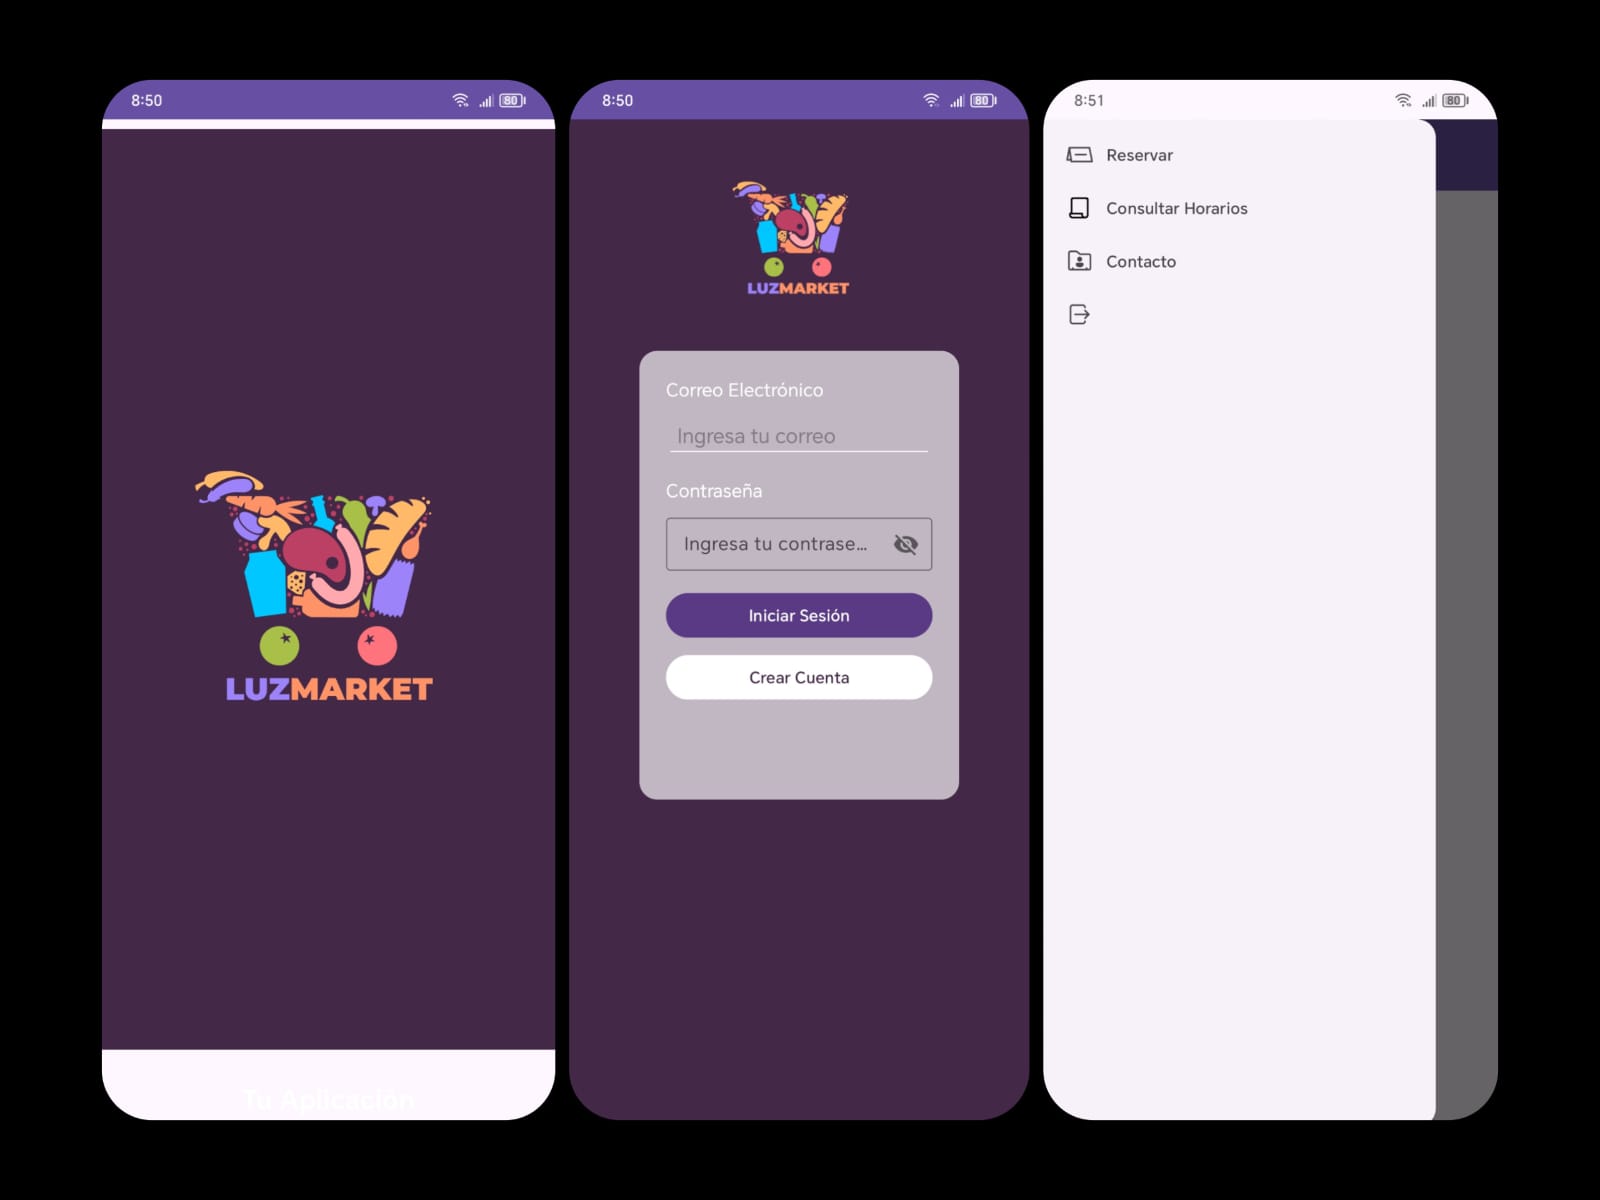 8:50
80
LUZMARKET
Tu Aplicación
8:50
80
LUZMARKET
Correo Electrónico
Ingresa tu correo
Contraseña
Ingresa tu contrase...
Iniciar Sesión
Crear Cuenta
8:51
80
Reservar
Consultar Horarios
Contacto